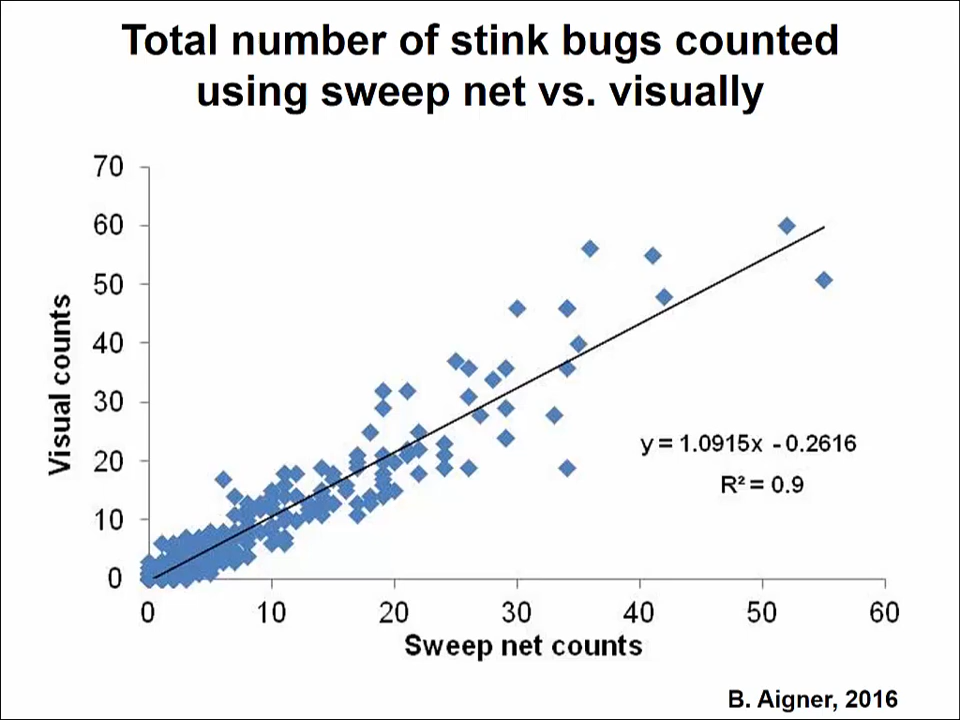 Total number of stink bugs counted
using sweep net vs. visually
70
60
50
40
30
20
10
0
Visual counts
y = 1.0915x - 0.2616
R² = 0.9
0 10 20 30 40 50 60
Sweep net counts
B. Aigner, 2016